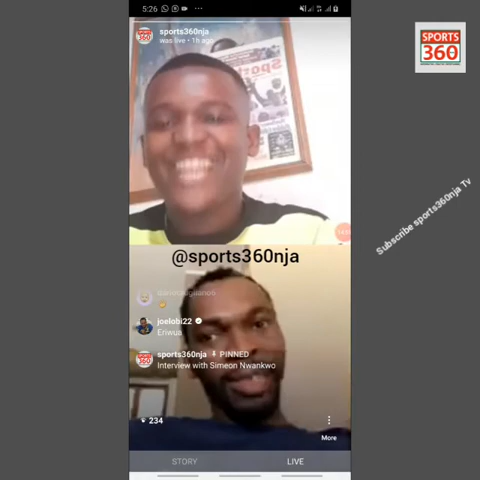 5:26
sports360nja
was live • 1h ago
SPORTS
360
Subscribe sports360nja Tv
@sports360nja
joelobi22
Eriwua
sports360nja PINNED
Interview with Simeon Nwankwo
234
More
STORY
LIVE